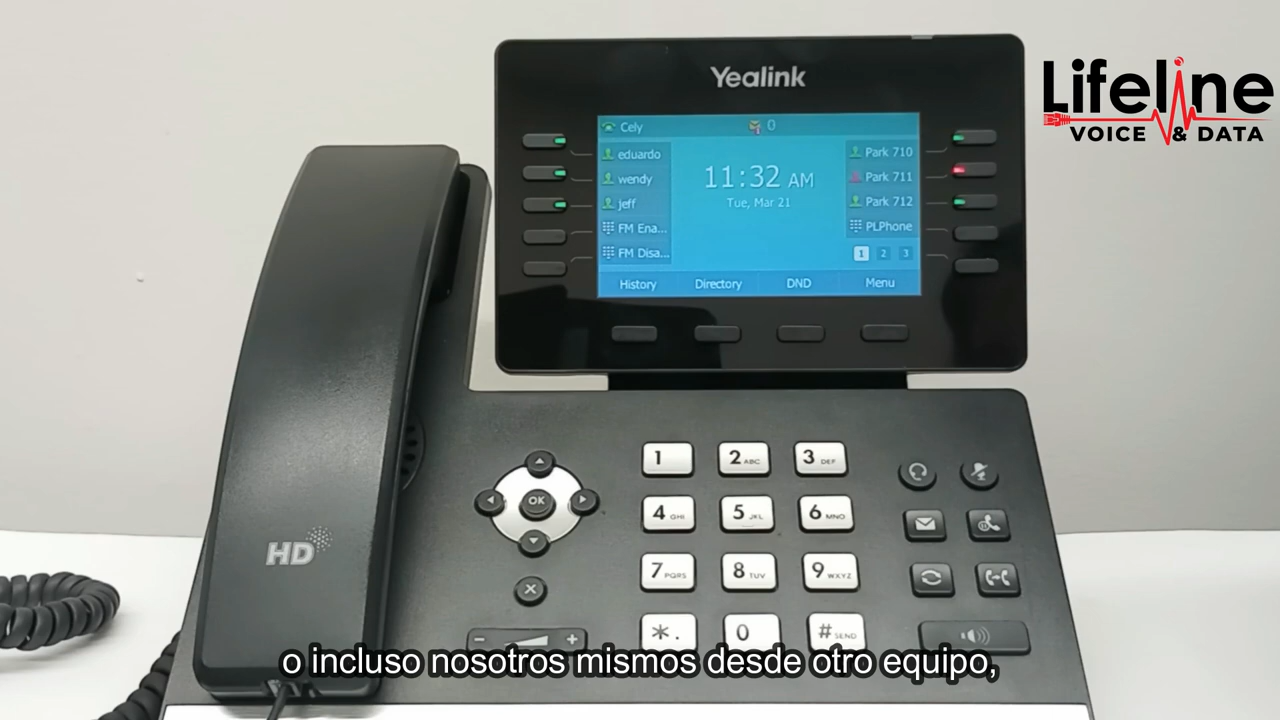 Yealink
Lifeline
VOICE & DATA
Cely
0
eduardo
wendy
jeff
FM Ena...
FM Disa...
11:32 AM
Tue, Mar 21
Park 710
Park 711
Park 712
PLPhone
1 2 3
History Directory DND Menu
HD
OK
1 2 ABC 3 DEF
4 GHI 5 JKL 6 MNO
7 PQRS 8 TUV 9 WXYZ
*. 0 # SEND
o incluso nosotros mismos desde otro equipo,